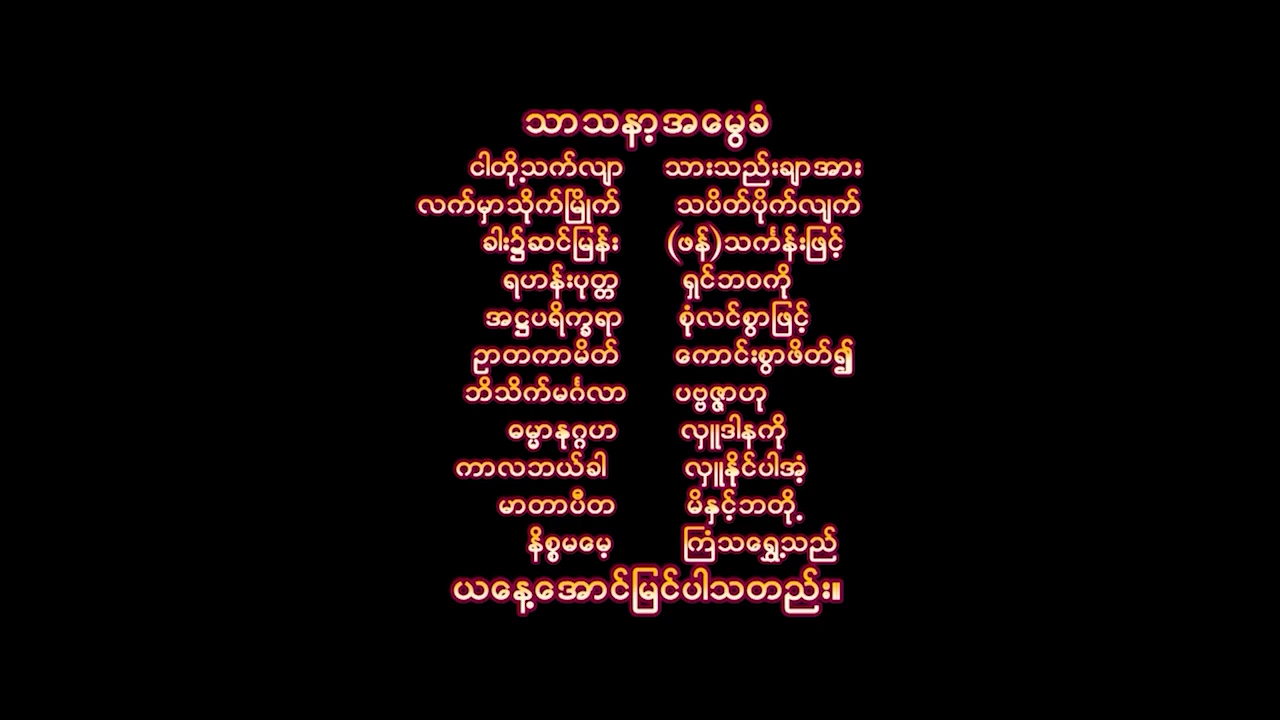 သာသနာ့အမွေခံ
ငါတို့သက်လျာ သားသည်းချာအား
လက်မှာသိုက်မြိုက် သပိတ်ပိုက်လျက်
ခါး၌ဆင်မြန်း (ဖန်)သင်္ကန်းဖြင့်
ရဟန်းပုတ္တ ရှင်ဘဝကို
အဋ္ဌပရိက္ခရာ စုံလင်စွာဖြင့်
ဉာတကာမိတ် ကောင်းစွာဖိတ်၍
ဘိသိက်မင်္ဂလာ ပဗ္ဗဇ္ဇာဟု
ဓမ္မာနုဂ္ဂဟ လှူဒါနကို
ကာလဘယ်ခါ လှူနိုင်ပါအံ့
မာတာပီတ မိနှင့်ဘတို့
နိစ္စမမေ့ ကြံသရွေ့သည်
ယနေ့အောင်မြင်ပါသတည်း။